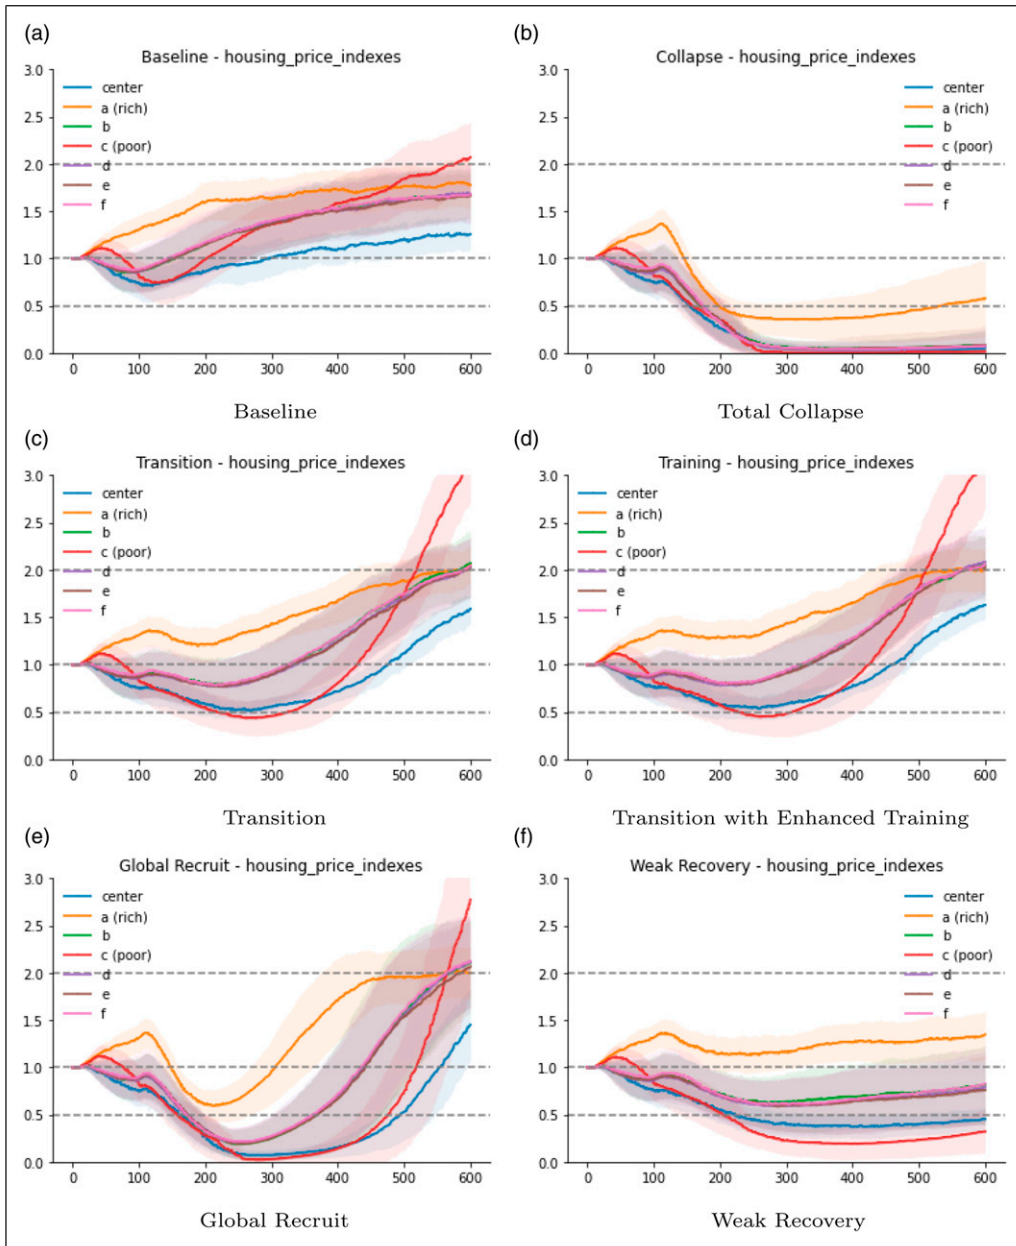 (a)
Baseline - housing_price_indexes
3.0
2.5
2.0
1.5
1.0
0.5
0.0
center
a (rich)
b
c (poor)
d
e
f
0 100 200 300 400 500 600
Baseline
(b)
Collapse - housing_price_indexes
3.0
2.5
2.0
1.5
1.0
0.5
0.0
center
a (rich)
b
c (poor)
d
e
f
0 100 200 300 400 500 600
Total Collapse
(c)
Transition - housing_price_indexes
3.0
2.5
2.0
1.5
1.0
0.5
0.0
center
a (rich)
b
c (poor)
d
e
f
0 100 200 300 400 500 600
Transition
(d)
Training - housing_price_indexes
3.0
2.5
2.0
1.5
1.0
0.5
0.0
center
a (rich)
b
c (poor)
d
e
f
0 100 200 300 400 500 600
Transition with Enhanced Training
(e)
Global Recruit - housing_price_indexes
3.0
2.5
2.0
1.5
1.0
0.5
0.0
center
a (rich)
b
c (poor)
d
e
f
0 100 200 300 400 500 600
Global Recruit
(f)
Weak Recovery - housing_price_indexes
3.0
2.5
2.0
1.5
1.0
0.5
0.0
center
a (rich)
b
c (poor)
d
e
f
0 100 200 300 400 500 600
Weak Recovery